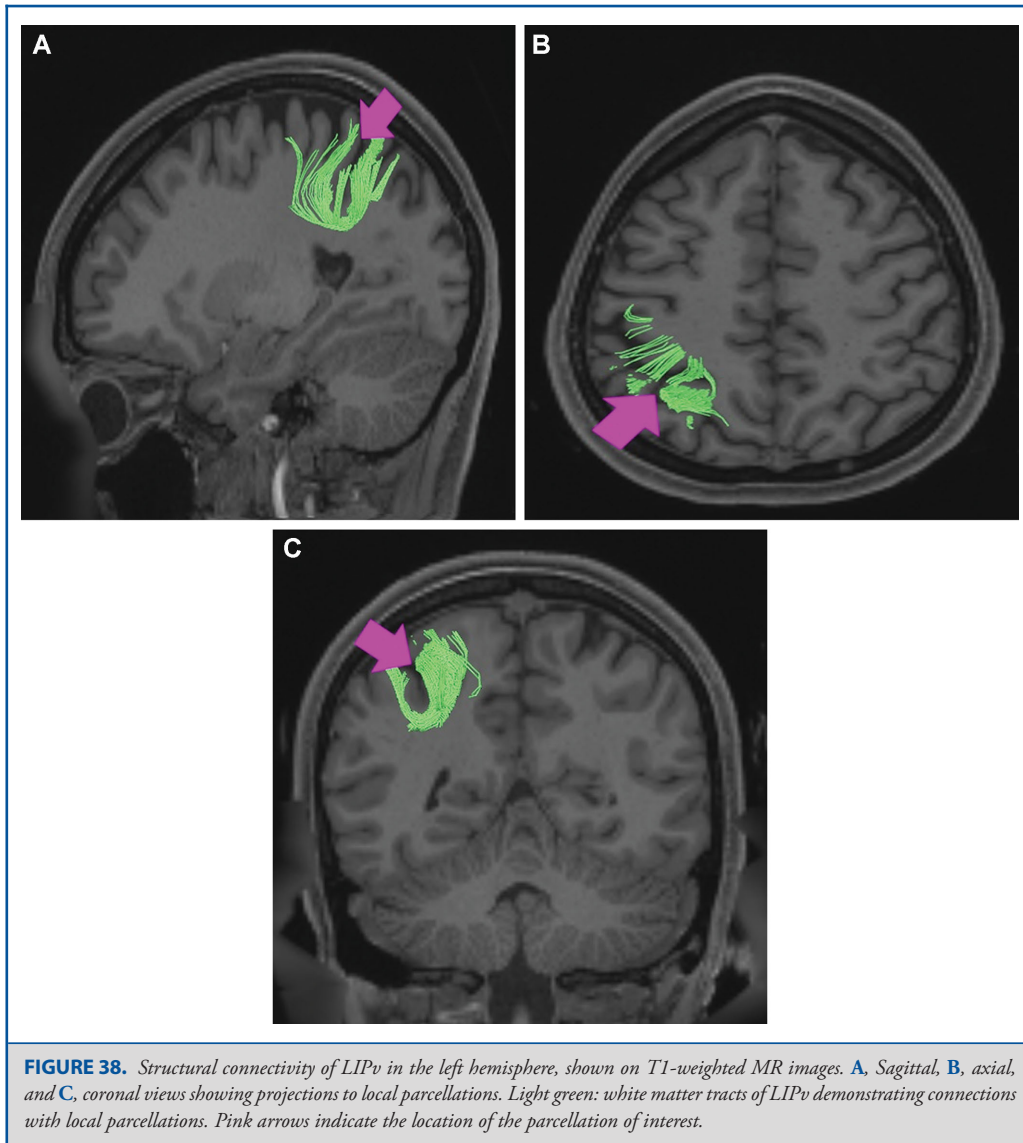 A
B
C
FIGURE 38. Structural connectivity of LIPv in the left hemisphere, shown on T1-weighted MR images. A, Sagittal, B, axial,
and C, coronal views showing projections to local parcellations. Light green: white matter tracts of LIPv demonstrating connections
with local parcellations. Pink arrows indicate the location of the parcellation of interest.